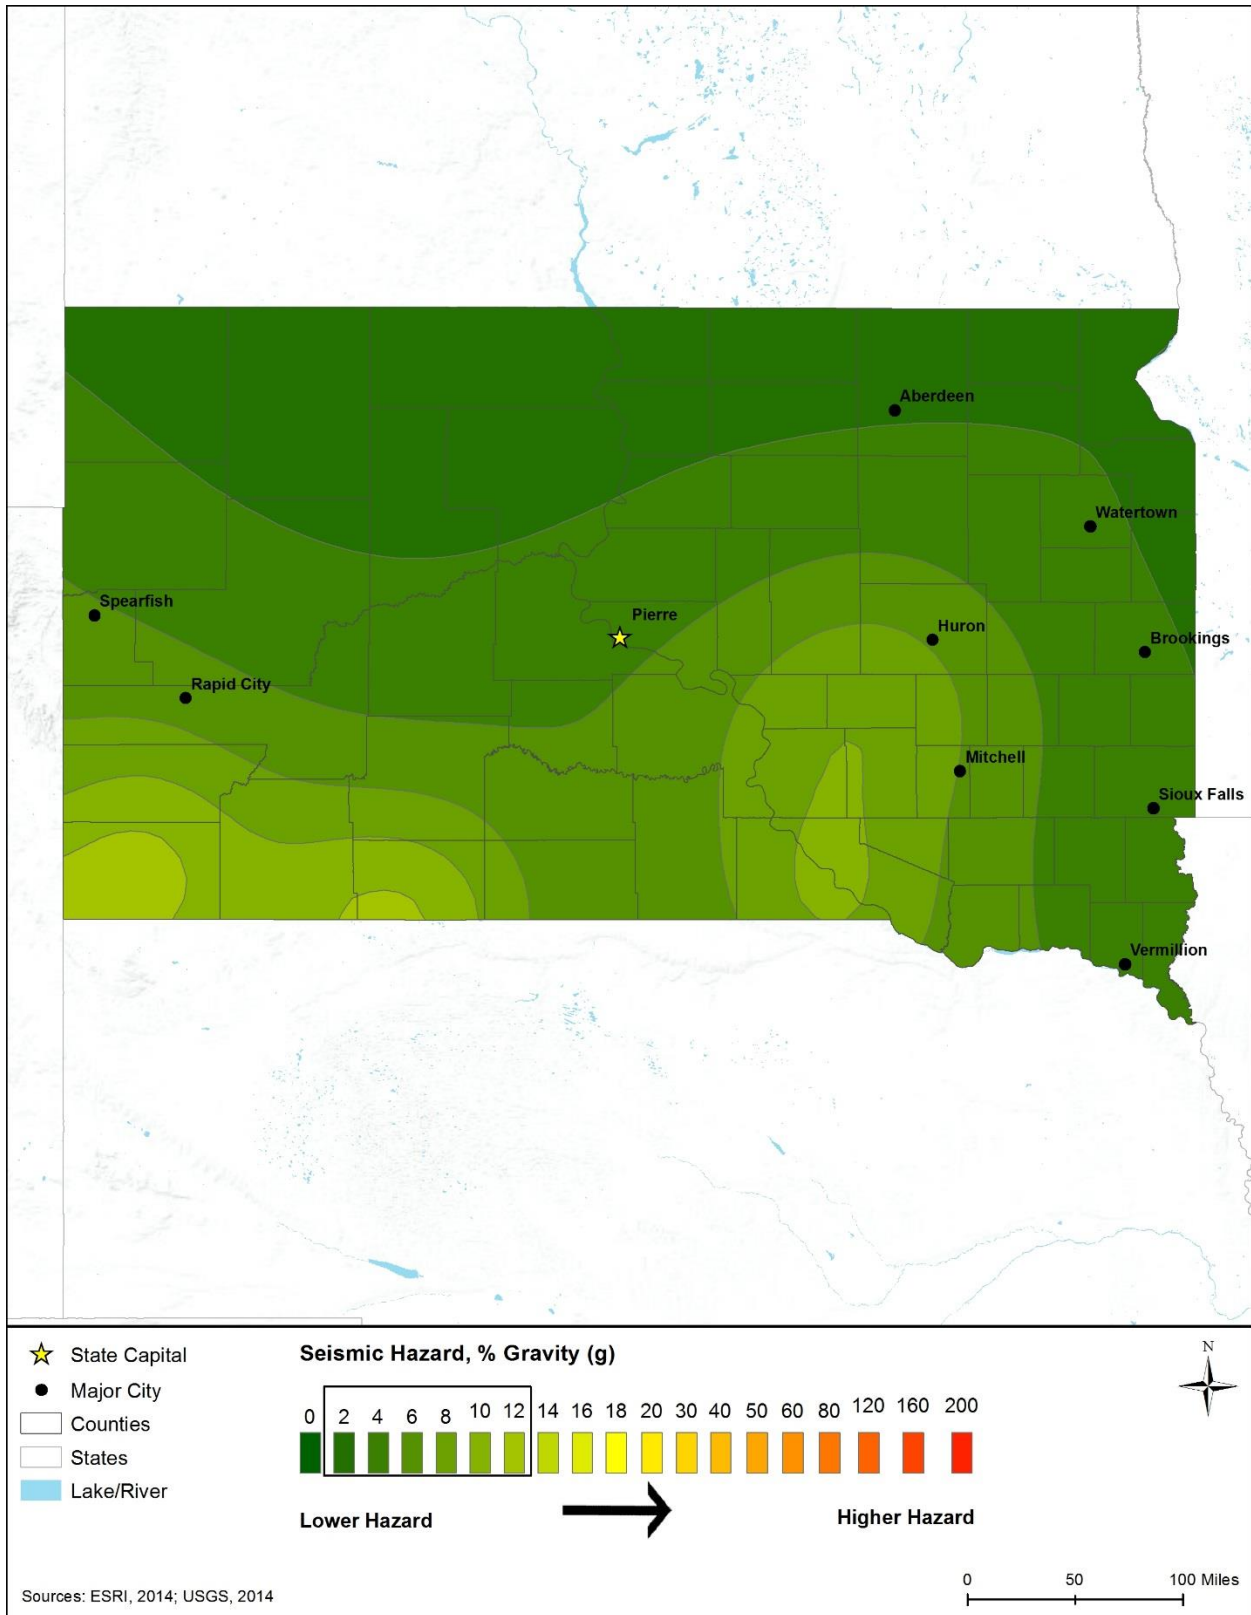 Aberdeen
Watertown
Spearfish
Pierre
Huron
Brookings
Rapid City
Mitchell
Sioux Falls
Vermillion
State Capital
Major City
Counties
States
Lake/River
Seismic Hazard, % Gravity (g)
0 2 4 6 8 10 12 14 16 18 20 30 40 50 60 80 120 160 200
Lower Hazard
Higher Hazard
N
Sources: ESRI, 2014; USGS, 2014
0 50 100 Miles